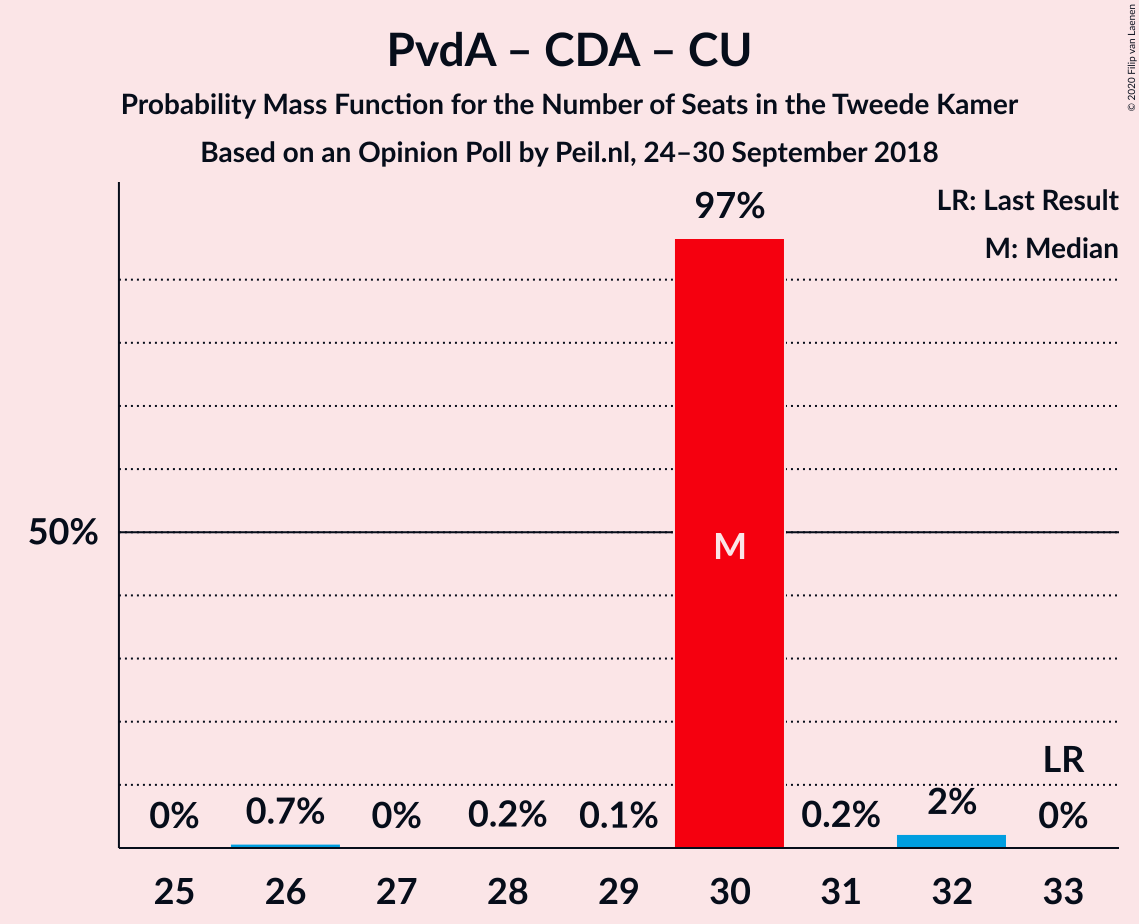 PvdA – CDA – CU
Probability Mass Function for the Number of Seats in the Tweede Kamer
Based on an Opinion Poll by Peil.nl, 24–30 September 2018
© 2020 Filip van Laenen
LR: Last Result
M: Median
97%
50%
M
LR
0%
0.7%
0%
0.2%
0.1%
0.2%
2%
0%
25 26 27 28 29 30 31 32 33